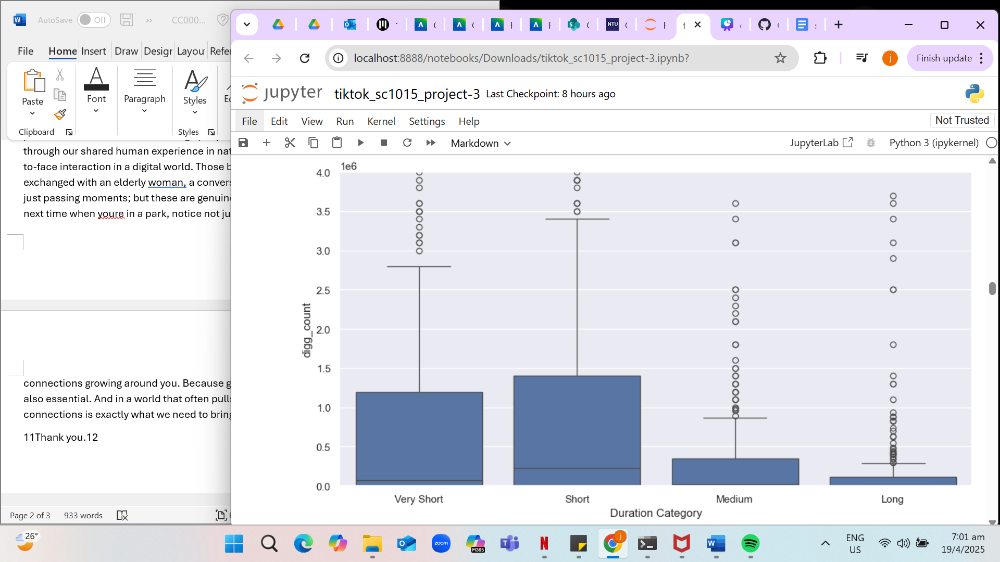 AutoSave Off CC000...
File Home Insert Draw Design Layou Refer
Paste Font Paragraph Styles
Clipboard Styles
through our shared human experience in nat
to-face interaction in a digital world. Those b
exchanged with an elderly woman, a convers
just passing moments; but these are genuine
next time when youre in a park, notice not ju
connections growing around you. Because g
also essential. And in a world that often pulls
connections is exactly what we need to bring
11Thank you.12
Page 2 of 3 933 words
NTU
localhost:8888/notebooks/Downloads/tiktok_sc1015_project-3.ipynb?
j Finish update
jupyter tiktok_sc1015_project-3 Last Checkpoint: 8 hours ago
File Edit View Run Kernel Settings Help Not Trusted
Markdown JupyterLab Python 3 (ipykernel)
1e6
4.0
3.5
3.0
2.5
2.0
1.5
1.0
0.5
0.0
digg_count
Very Short Short Medium Long
Duration Category
26°
zoom
M365
ENG
US
7:01 am
19/4/2025